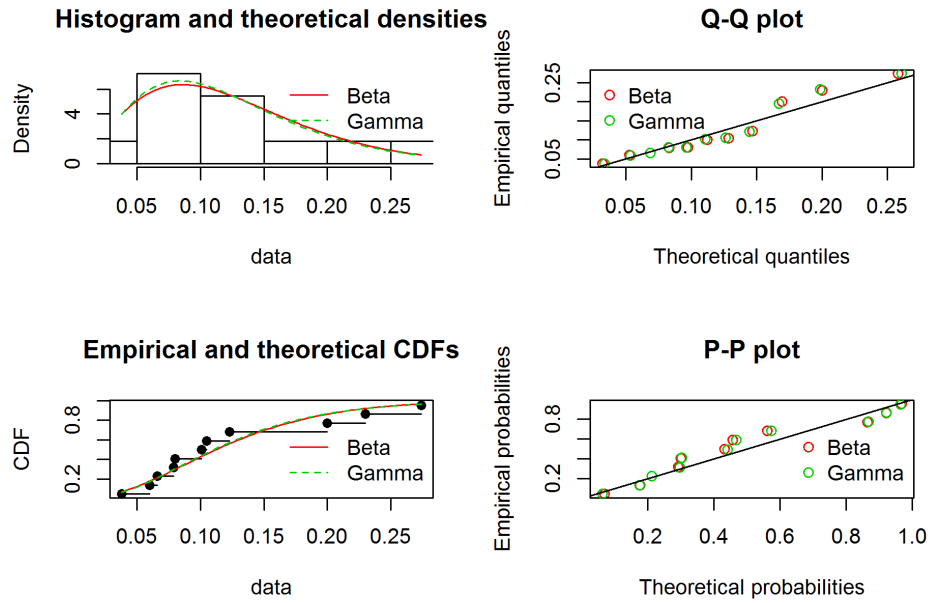 Histogram and theoretical densities
Density
4
0
Beta
Gamma
0.05 0.10 0.15 0.20 0.25
data
Q-Q plot
Empirical quantiles
0.25
0.05
Beta
Gamma
0.05 0.10 0.15 0.20 0.25
Theoretical quantiles
Empirical and theoretical CDFs
CDF
0.8
0.2
Beta
Gamma
0.05 0.10 0.15 0.20 0.25
data
P-P plot
Empirical probabilities
0.8
0.2
Beta
Gamma
0.2 0.4 0.6 0.8 1.0
Theoretical probabilities